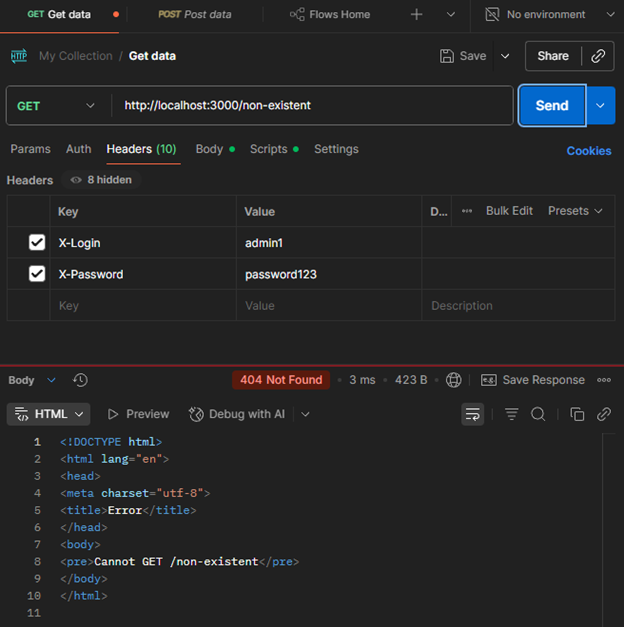 GET Get data POST Post data Flows Home No environment
HTTP My Collection / Get data Save Share
GET http://localhost:3000/non-existent Send
Params Auth Headers (10) Body Scripts Settings Cookies
Headers 8 hidden
Key Value D... ••• Bulk Edit Presets
X-Login admin1
X-Password password123
Key Value Description
Body 404 Not Found • 3 ms • 423 B • e.g. Save Response •••
HTML Preview Debug with AI
1 <!DOCTYPE html>
2 <html lang="en">
3 <head>
4 <meta charset="utf-8">
5 <title>Error</title>
6 </head>
7 <body>
8 <pre>Cannot GET /non-existent</pre>
9 </body>
10 </html>
11